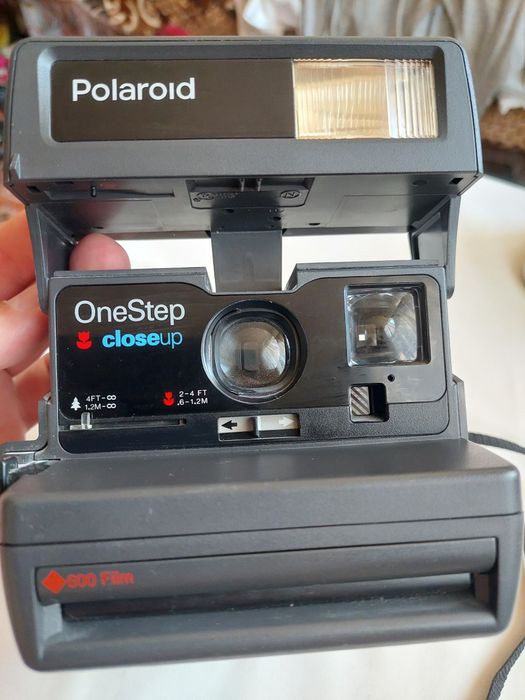 Polaroid
OneStep
closeup
4FT-∞
1.2M-∞
2-4 FT
.6-1.2M
600 Film